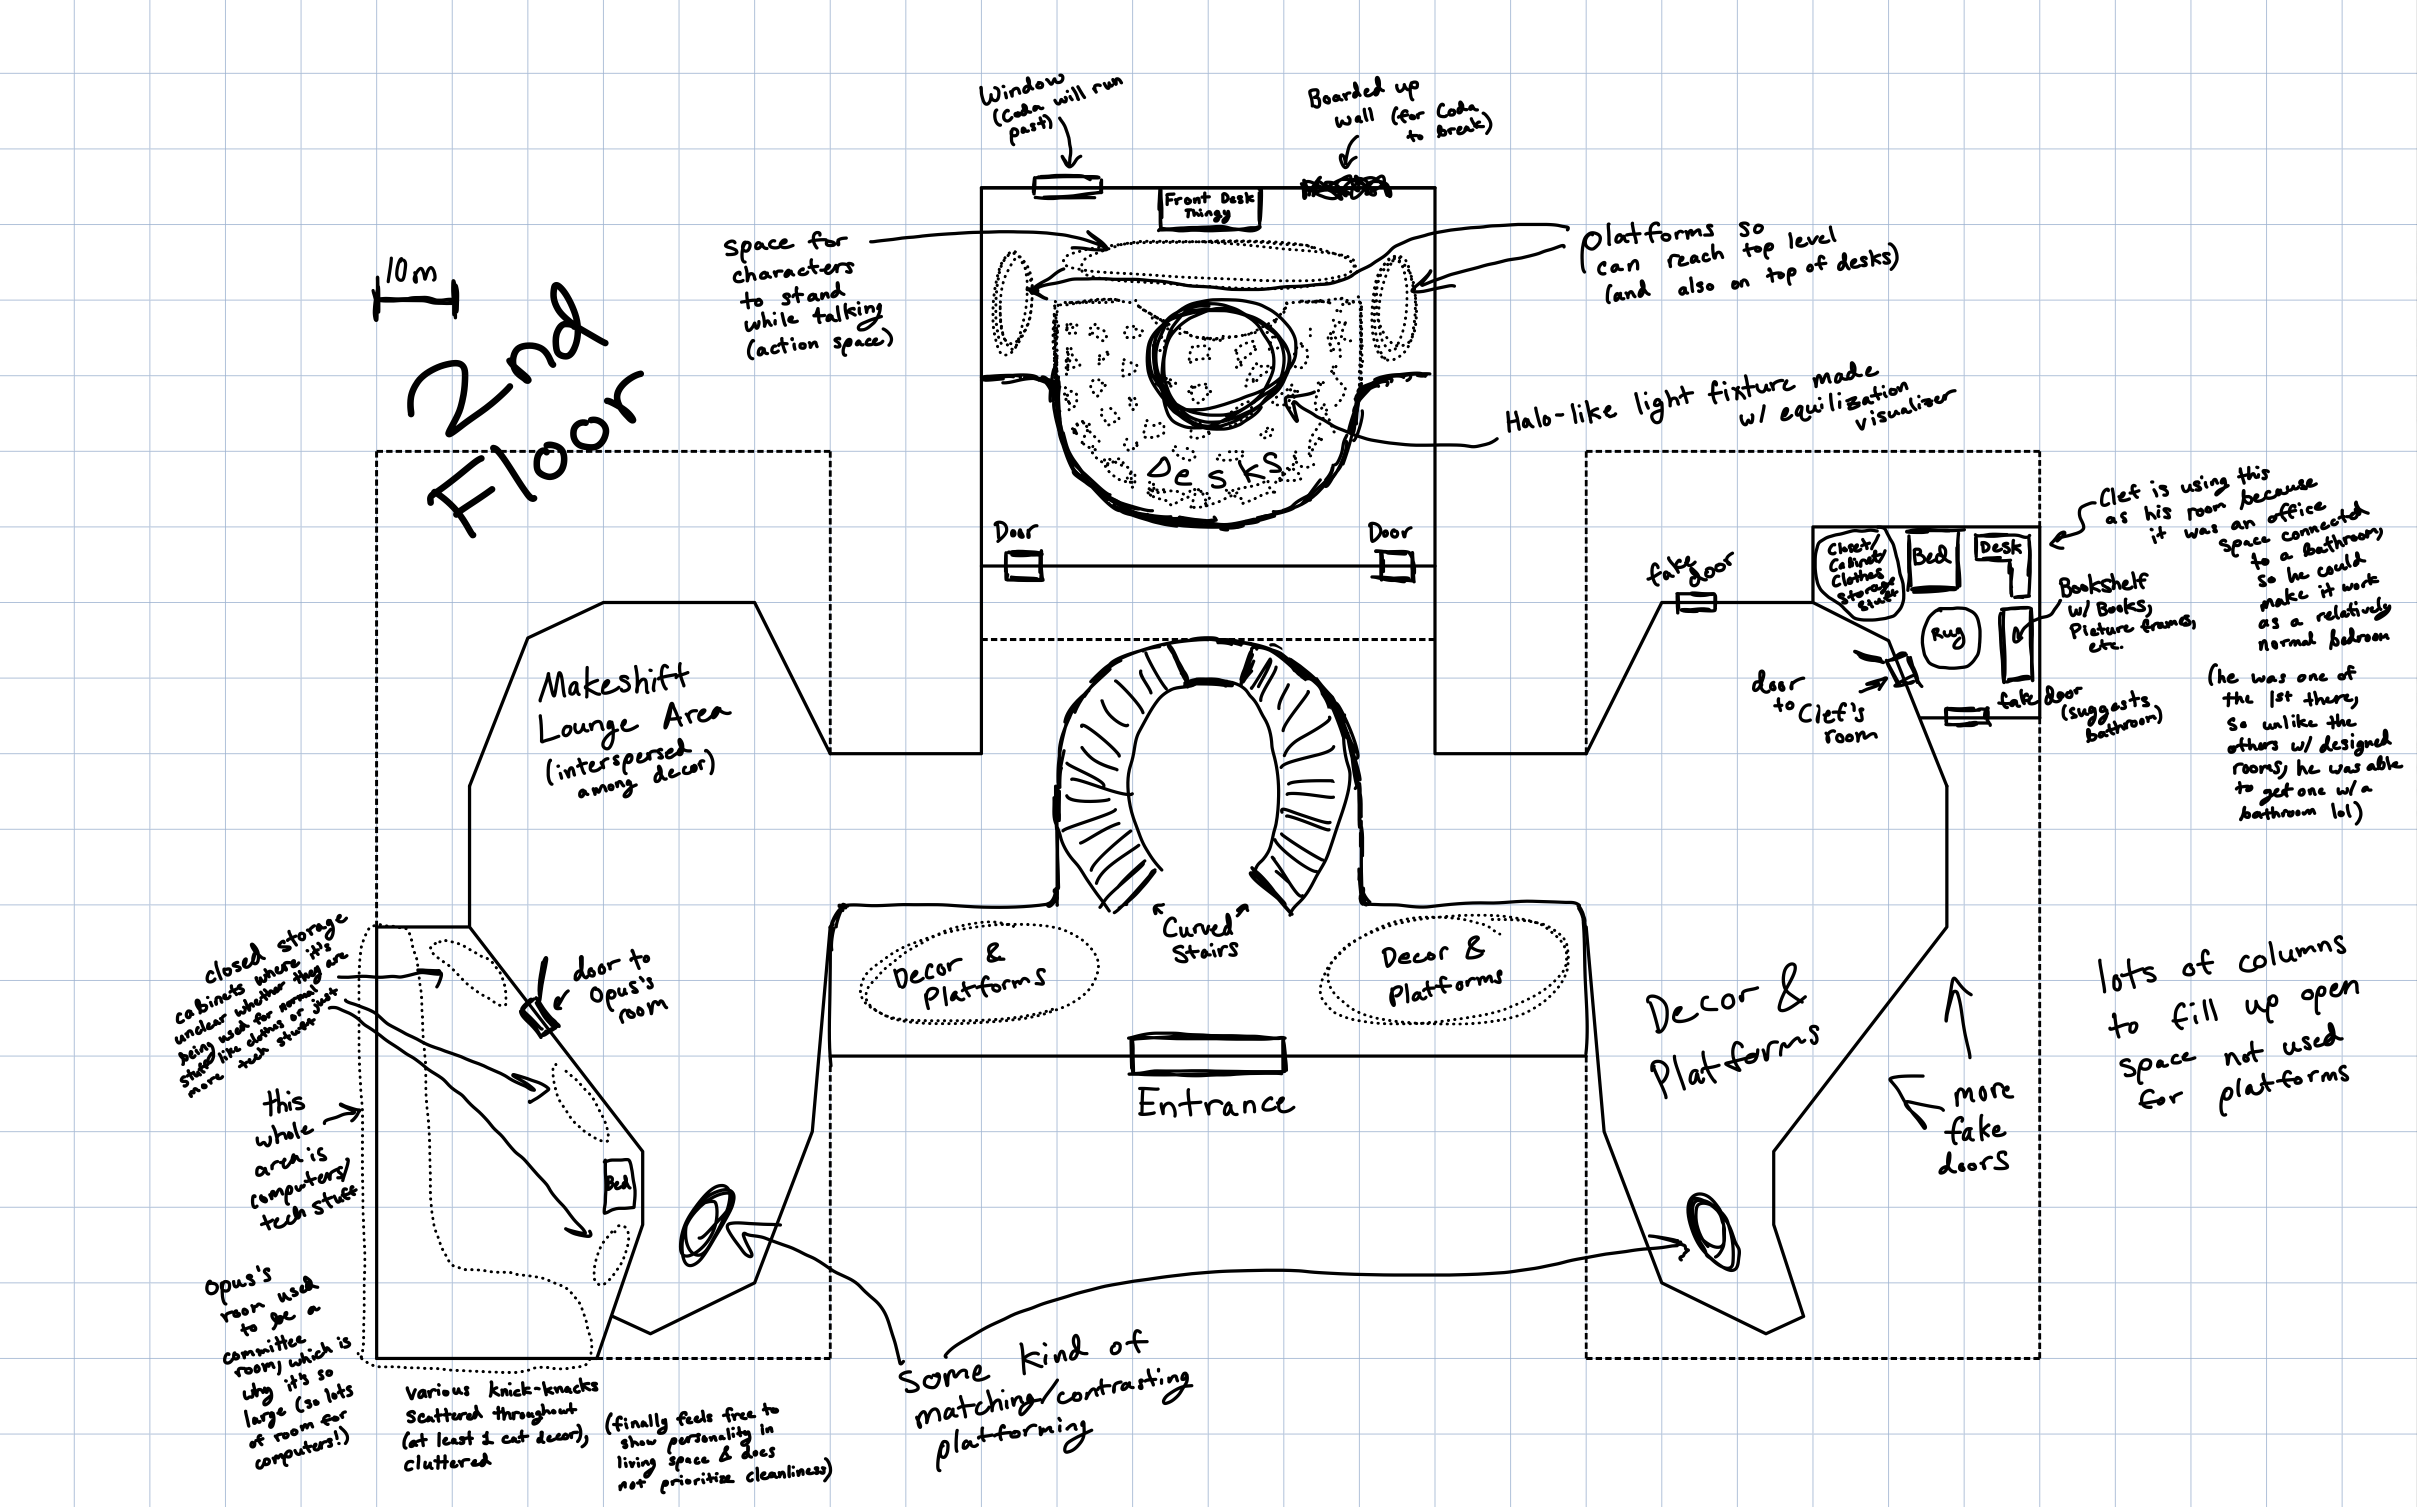 Window
(Coda will run
past)
Boarded up
wall (for Coda
to break)
Front Desk
Thingy
Space for
characters
to stand
while talking
(action space)
Platforms so
can reach top level
(and also on top of desks)
10m
2nd
Floor
Halo-like light fixture made
w/ equilization
visualizer
Desks
Door
Door
fake
door
Closet/
Cabinet/
Clothes
Storage
Stuff
Bed
Desk
Rug
Clef is using this
as his room because
it was an office
space connected
to a bathroom,
so he could
make it work
as a relatively
normal bedroom
(he was one of
the 1st there,
so unlike the
others w/ designed
rooms, he was able
to get one w/ a
bathroom lol)
Bookshelf
w/ Books,
Picture frames,
etc.
door
to Clef's
room
fake door
(suggests
bathroom)
Makeshift
Lounge Area
(interspersed
among decor)
closed storage
cabinets where it's
unclear whether they are
being used for normal
stuff like clothes or just
more tech stuff
door to
Opus's
room
Decor &
Platforms
Curved
Stairs
Decor &
Platforms
Entrance
Decor &
Platforms
more
fake
doors
lots of columns
to fill up open
space not used
for platforms
this
whole
area is
computers/
tech stuff
Bed
Opus's
room used
to be a
committee
room, which is
why it's so
large (so lots
of room for
computers!)
Various knick-knacks
scattered throughout
(at least 1 cat decor),
cluttered
(finally feels free to
show personality in
living space & does
not prioritize cleanliness)
Some kind of
matching/contrasting
platforming